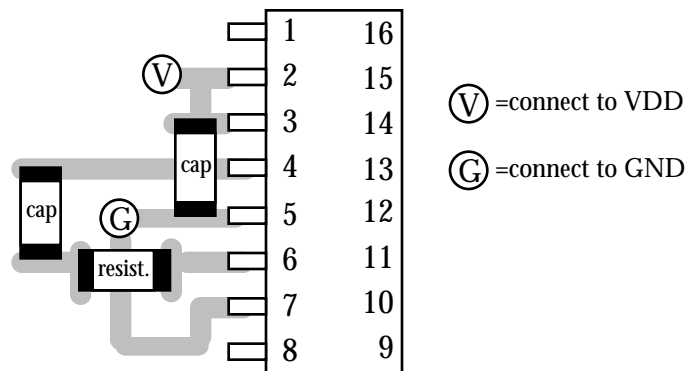 1 16
V 2 15
V =connect to VDD
3 14
cap 4 13
G =connect to GND
cap G 5 12
resist. 6 11
7 10
8 9